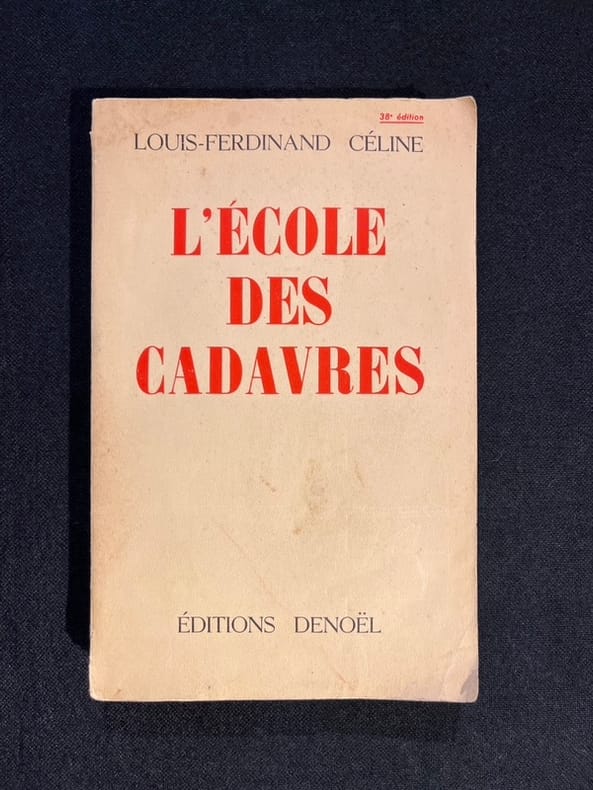 38e édition
LOUIS-FERDINAND CÉLINE
L'ÉCOLE
DES
CADAVRES
ÉDITIONS DENOËL